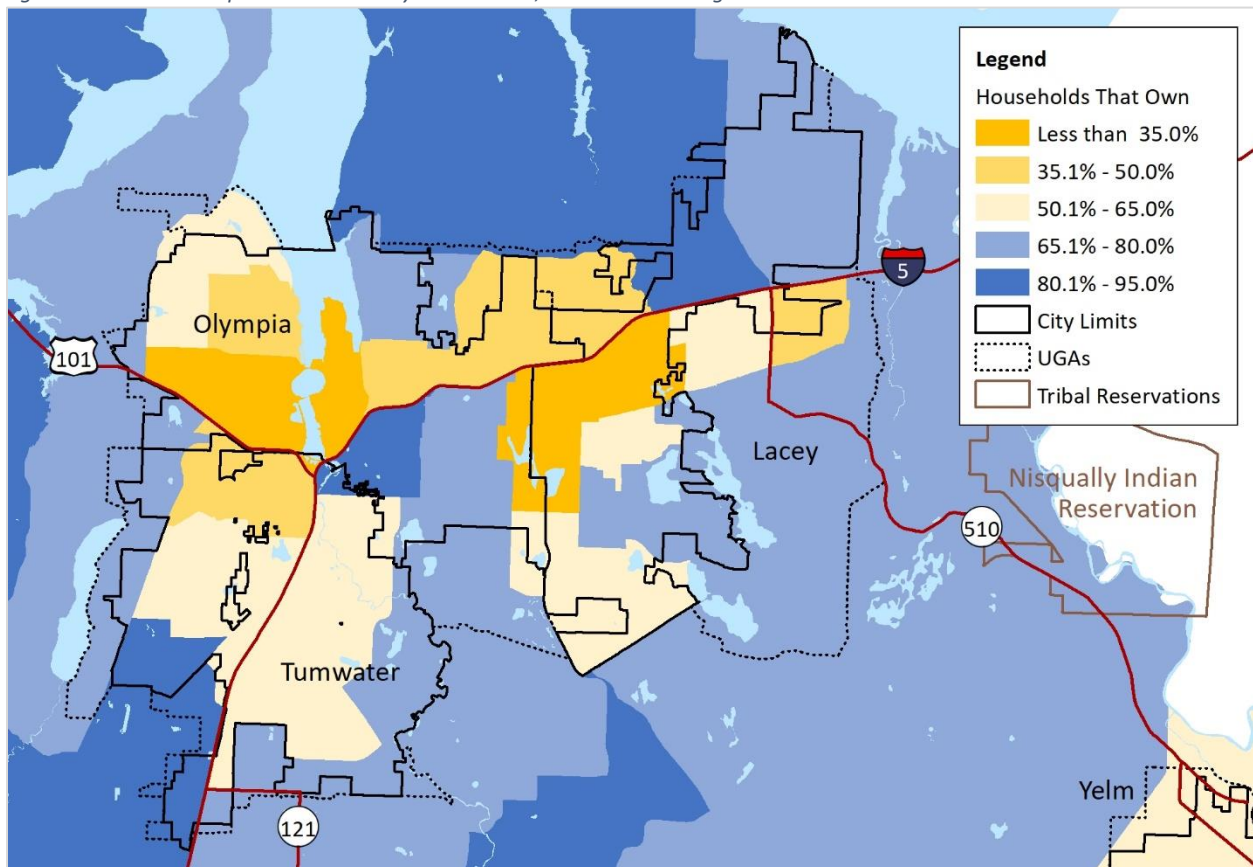 Legend
Households That Own
Less than 35.0%
35.1% - 50.0%
50.1% - 65.0%
65.1% - 80.0%
80.1% - 95.0%
City Limits
UGAs
Tribal Reservations
5
Olympia
101
Lacey
Nisqually Indian
Reservation
510
Tumwater
Yelm
121